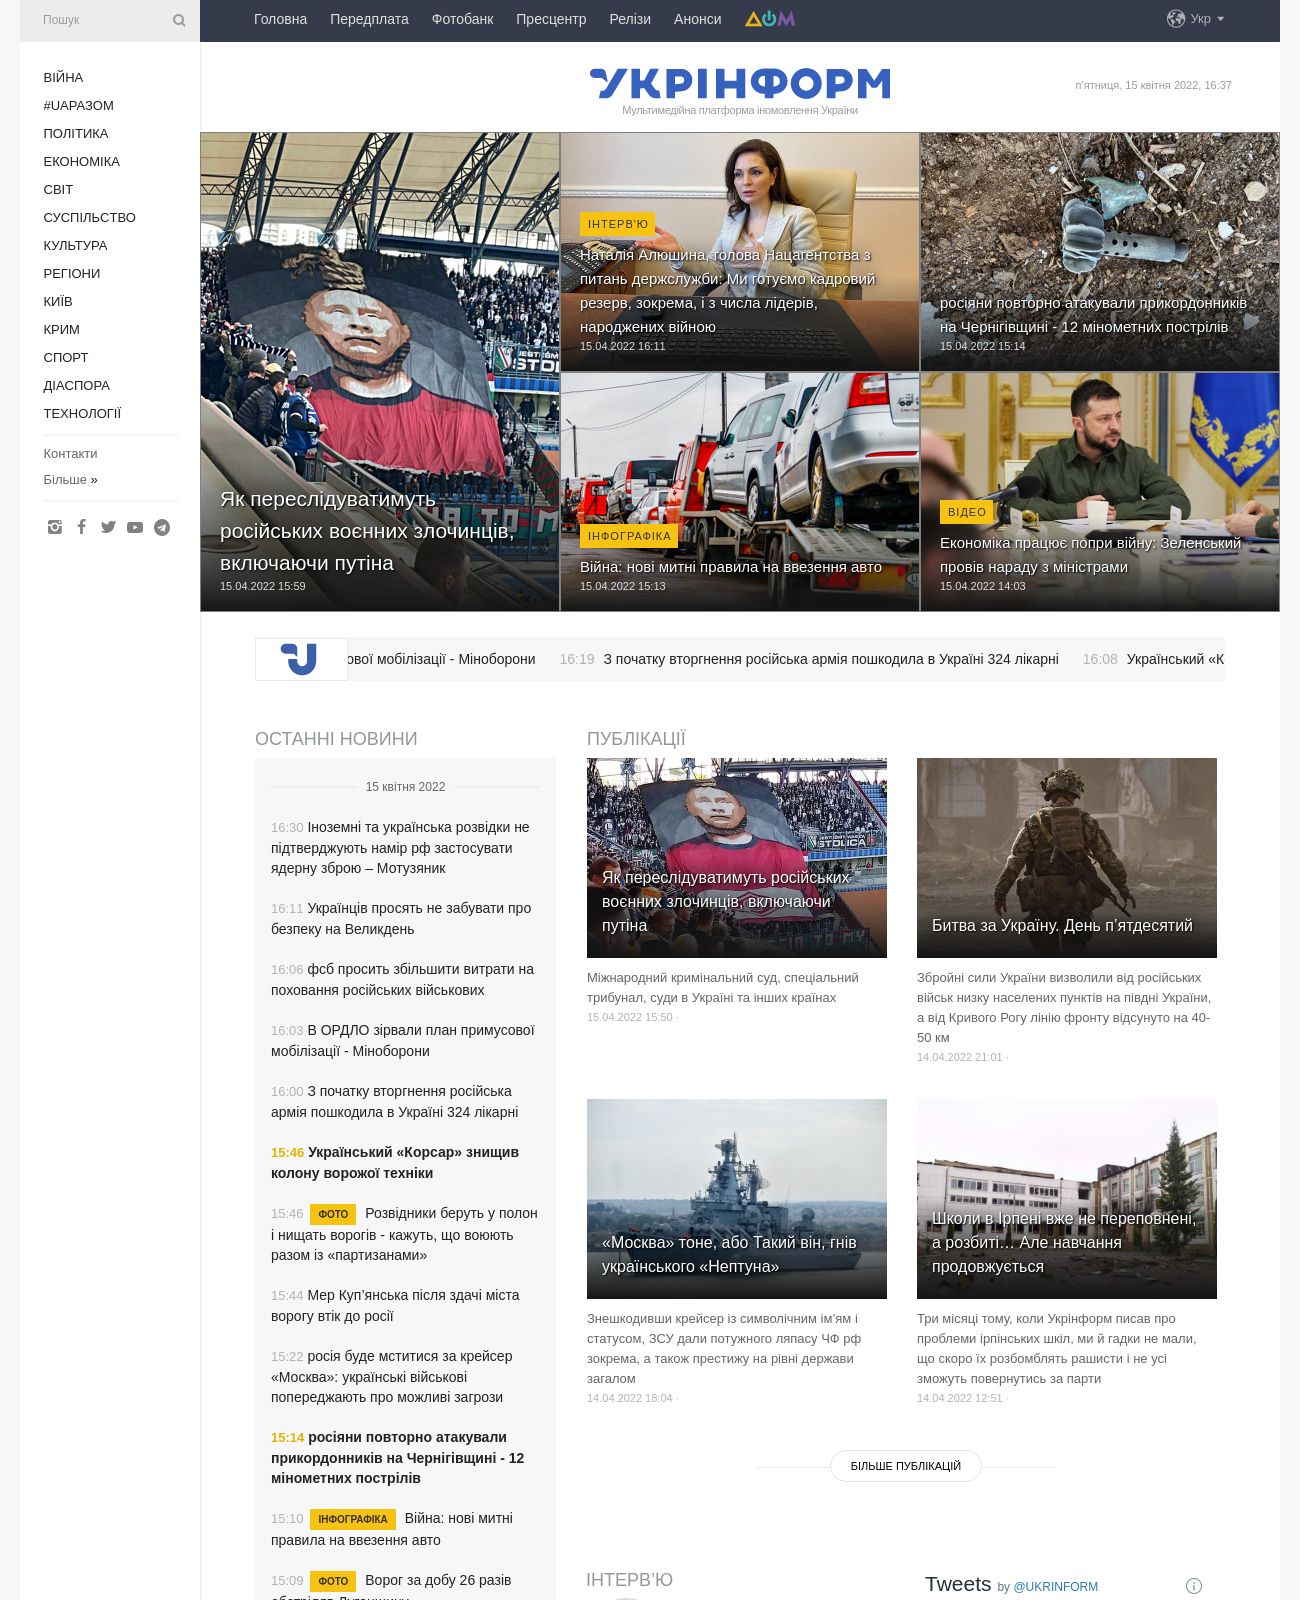 Пошук
Головна Передплата Фотобанк Пресцентр Релізи Анонси ДОМ Укр
ВІЙНА
#UАРАЗОМ
ПОЛІТИКА
ЕКОНОМІКА
СВІТ
СУСПІЛЬСТВО
КУЛЬТУРА
РЕГІОНИ
КИЇВ
КРИМ
СПОРТ
ДІАСПОРА
ТЕХНОЛОГІЇ
Контакти
Більше »
УКРІНФОРМ
Мультимедійна платформа іномовлення України
п'ятниця, 15 квітня 2022, 16:37
Як переслідуватимуть
російських воєнних злочинців,
включаючи путіна
15.04.2022 15:59
ІНТЕРВ'Ю
Наталія Алюшина, голова Нацагентства з
питань держслужби: Ми готуємо кадровий
резерв, зокрема, і з числа лідерів,
народжених війною
15.04.2022 16:11
росіяни повторно атакували прикордонників
на Чернігівщині - 12 мінометних пострілів
15.04.2022 15:14
ІНФОГРАФІКА
Війна: нові митні правила на ввезення авто
15.04.2022 15:13
ВІДЕО
Економіка працює попри війну: Зеленський
провів нараду з міністрами
15.04.2022 14:03
ової мобілізації - Міноборони 16:19 З початку вторгнення російська армія пошкодила в Україні 324 лікарні 16:08 Український «К
ОСТАННІ НОВИНИ
15 квітня 2022
16:30 Іноземні та українська розвідки не
підтверджують намір рф застосувати
ядерну зброю – Мотузяник
16:11 Українців просять не забувати про
безпеку на Великдень
16:06 фсб просить збільшити витрати на
поховання російських військових
16:03 В ОРДЛО зірвали план примусової
мобілізації - Міноборони
16:00 З початку вторгнення російська
армія пошкодила в Україні 324 лікарні
15:46 Український «Корсар» знищив
колону ворожої техніки
15:46 ФОТО Розвідники беруть у полон
і нищать ворогів - кажуть, що воюють
разом із «партизанами»
15:44 Мер Куп’янська після здачі міста
ворогу втік до росії
15:22 росія буде мститися за крейсер
«Москва»: українські військові
попереджають про можливі загрози
15:14 росіяни повторно атакували
прикордонників на Чернігівщині - 12
мінометних пострілів
15:10 ІНФОГРАФІКА Війна: нові митні
правила на ввезення авто
15:09 ФОТО Ворог за добу 26 разів
обстріляв Луганщину
ПУБЛІКАЦІЇ
STOLICA
Як переслідуватимуть російських
воєнних злочинців, включаючи
путіна
Міжнародний кримінальний суд, спеціальний
трибунал, суди в Україні та інших країнах
15.04.2022 15:50 ·
Битва за Україну. День п’ятдесятий
Збройні сили України визволили від російських
військ низку населених пунктів на півдні України,
а від Кривого Рогу лінію фронту відсунуто на 40-
50 км
14.04.2022 21:01 ·
«Москва» тоне, або Такий він, гнів
українського «Нептуна»
Знешкодивши крейсер із символічним ім’ям і
статусом, ЗСУ дали потужного ляпасу ЧФ рф
зокрема, а також престижу на рівні держави
загалом
14.04.2022 18:04 ·
Школи в Ірпені вже не переповнені,
а розбиті… Але навчання
продовжується
Три місяці тому, коли Укрінформ писав про
проблеми ірпінських шкіл, ми й гадки не мали,
що скоро їх розбомблять рашисти і не усі
зможуть повернутись за парти
14.04.2022 12:51 ·
БІЛЬШЕ ПУБЛІКАЦІЙ
ІНТЕРВ’Ю
Tweets by @UKRINFORM